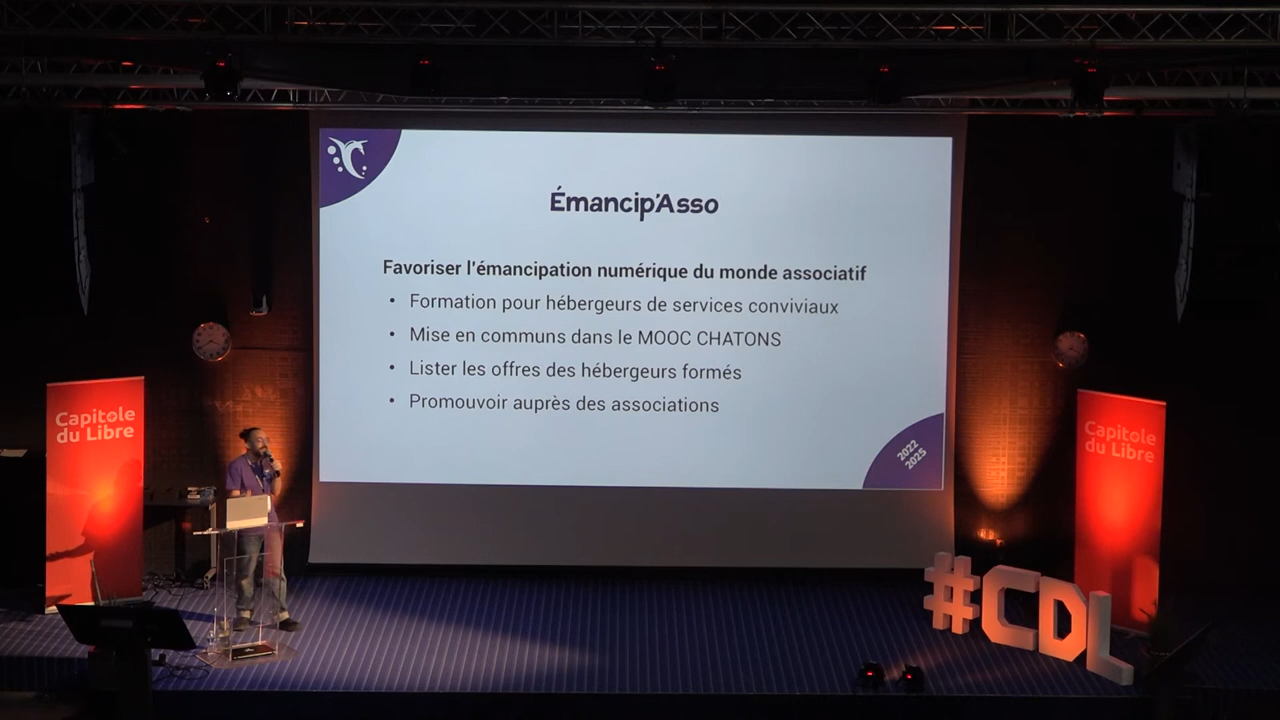 Émancip'Asso
Favoriser l'émancipation numérique du monde associatif
• Formation pour hébergeurs de services conviviaux
• Mise en communs dans le MOOC CHATONS
• Lister les offres des hébergeurs formés
• Promouvoir auprès des associations
2022
2025
Capitole
du Libre
Capitole
du Libre
#CDL